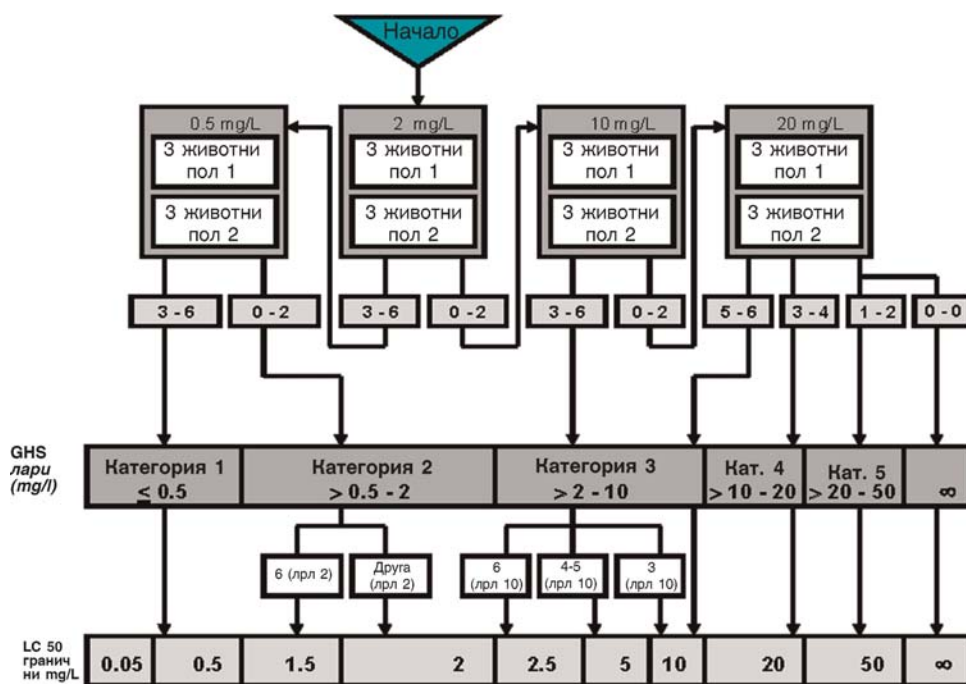 Начало
0.5 mg/L
3 животни
пол 1
3 животни
пол 2
2 mg/L
3 животни
пол 1
3 животни
пол 2
10 mg/L
3 животни
пол 1
3 животни
пол 2
20 mg/L
3 животни
пол 1
3 животни
пол 2
3 - 6
0 - 2
3 - 6
0 - 2
3 - 6
0 - 2
5 - 6
3 - 4
1 - 2
0 - 0
GHS
лари
(mg/l)
Категория 1
≤ 0.5
Категория 2
> 0.5 - 2
Категория 3
> 2 - 10
Кат. 4
> 10 - 20
Кат. 5
> 20 - 50
∞
6 (лрл 2)
Друга
(лрл 2)
6
(лрл 10)
4-5
(лрл 10)
3
(лрл 10)
LC 50
гранич
ни mg/L
0.05
0.5
1.5
2
2.5
5
10
20
50
∞